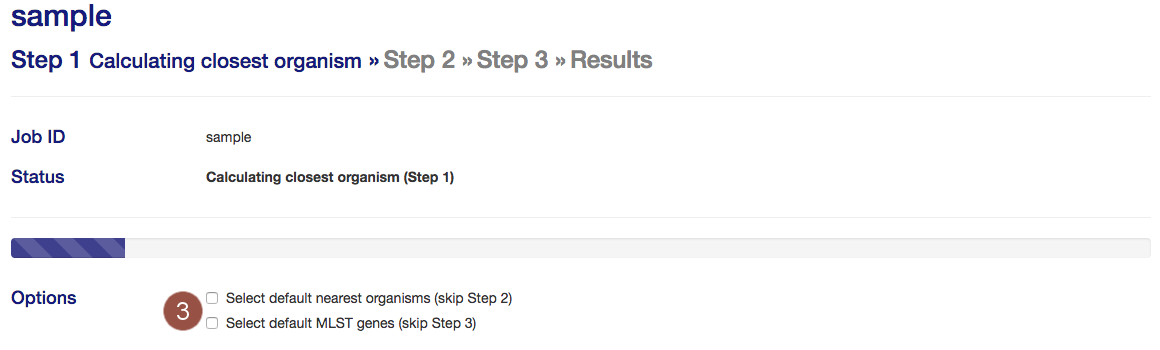 sample
Step 1 Calculating closest organism » Step 2 » Step 3 » Results
Job ID sample
Status Calculating closest organism (Step 1)
Options 3 Select default nearest organisms (skip Step 2)
Select default MLST genes (skip Step 3)